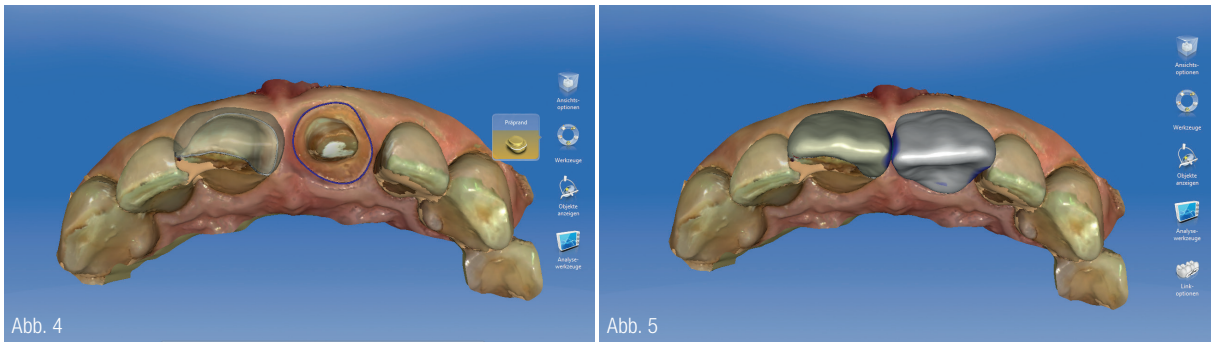 Ansichts-
optionen
Präprand
Werkzeuge
Objekte
anzeigen
Analyse-
werkzeuge
Abb. 4
Ansichts-
optionen
Werkzeuge
Objekte
anzeigen
Analyse-
werkzeuge
Link-
optionen
Abb. 5